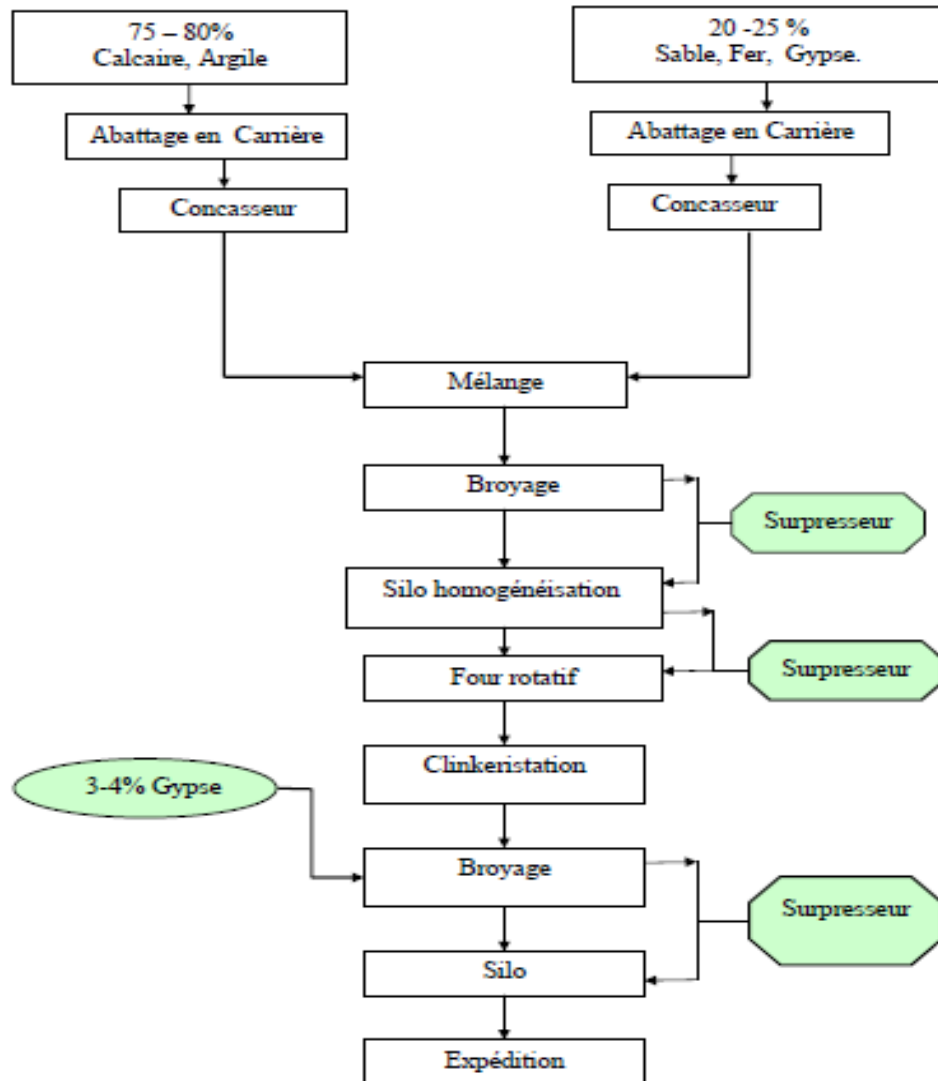 75 – 80%
Calcaire, Argile
20 -25 %
Sable, Fer, Gypse.
Abattage en Carrière
Abattage en Carrière
Concasseur
Concasseur
Mélange
Broyage
Surpresseur
Silo homogénéisation
Surpresseur
Four rotatif
Clinkeristation
3-4% Gypse
Broyage
Surpresseur
Silo
Expédition